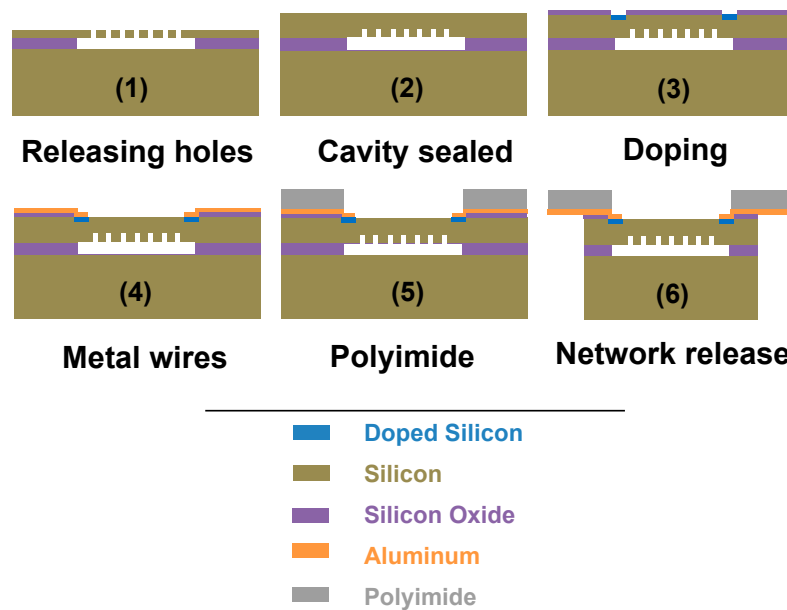 (1)
(2)
(3)
Releasing holes
Cavity sealed
Doping
(4)
(5)
(6)
Metal wires
Polyimide
Network release
Doped Silicon
Silicon
Silicon Oxide
Aluminum
Polyimide